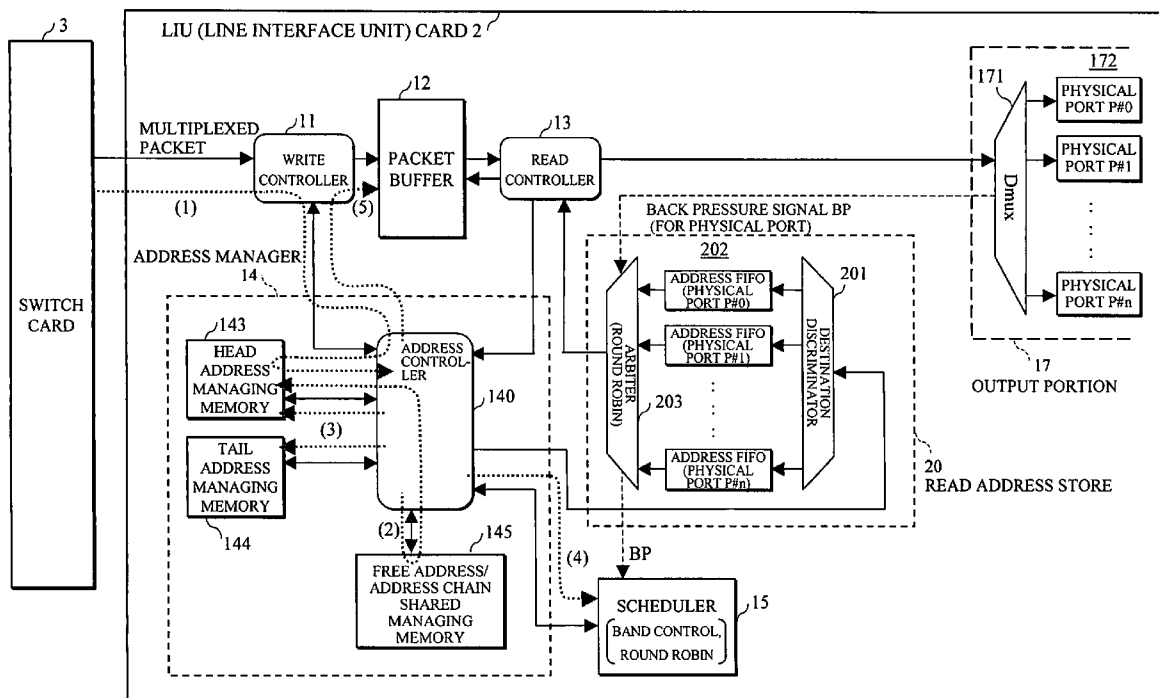 3
LIU (LINE INTERFACE UNIT) CARD 2
SWITCH
CARD
MULTIPLEXED
PACKET
11
WRITE
CONTROLLER
12
PACKET
BUFFER
13
READ
CONTROLLER
(1)
(5)
171
Dmux
172
PHYSICAL
PORT P#0
PHYSICAL
PORT P#1
PHYSICAL
PORT P#n
17
OUTPUT PORTION
BACK PRESSURE SIGNAL BP
(FOR PHYSICAL PORT)
202
201
ADDRESS FIFO
(PHYSICAL
PORT P#0)
ADDRESS FIFO
(PHYSICAL
PORT P#1)
ADDRESS FIFO
(PHYSICAL
PORT P#n)
ARBITER
(ROUND ROBIN)
203
DESTINATION
DISCRIMINATOR
20
READ ADDRESS STORE
ADDRESS MANAGER
14
143
HEAD
ADDRESS
MANAGING
MEMORY
ADDRESS
CONTROL-
LER
140
(3)
TAIL
ADDRESS
MANAGING
MEMORY
144
(2)
145
FREE ADDRESS/
ADDRESS CHAIN
SHARED
MANAGING
MEMORY
(4)
BP
SCHEDULER
BAND CONTROL,
ROUND ROBIN
15